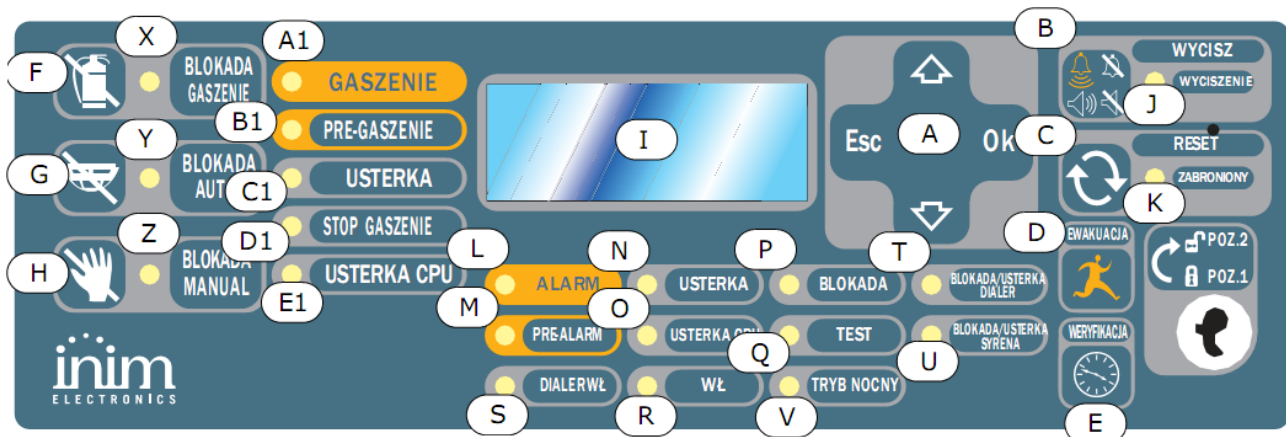 X
A1
F
BLOKADA
GASZENIE
GASZENIE
B1
PRE-GASZENIE
Y
G
BLOKADA
C1
USTERKA
D1
STOP GASZENIE
Z
H
BLOKADA
MANUAL
E1
USTERKA CPU
inim
ELECTRONICS
I
Esc
A
Ok
B
WYCISZ
J
WYCISZENIE
C
RESET
ZABRONIONY
K
D
EWAKUACJA
POZ.2
POZ.1
L
ALARM
N
USTERKA
P
BLOKADA
T
BLOKADA/USTERKA
DIALER
M
PRE-ALARM
O
USTERKA CPU
Q
TEST
U
BLOKADA/USTERKA
SYRENA
WERYFIKACJA
S
DIALER WŁ
R
WŁ
V
TRYB NOCNY
E